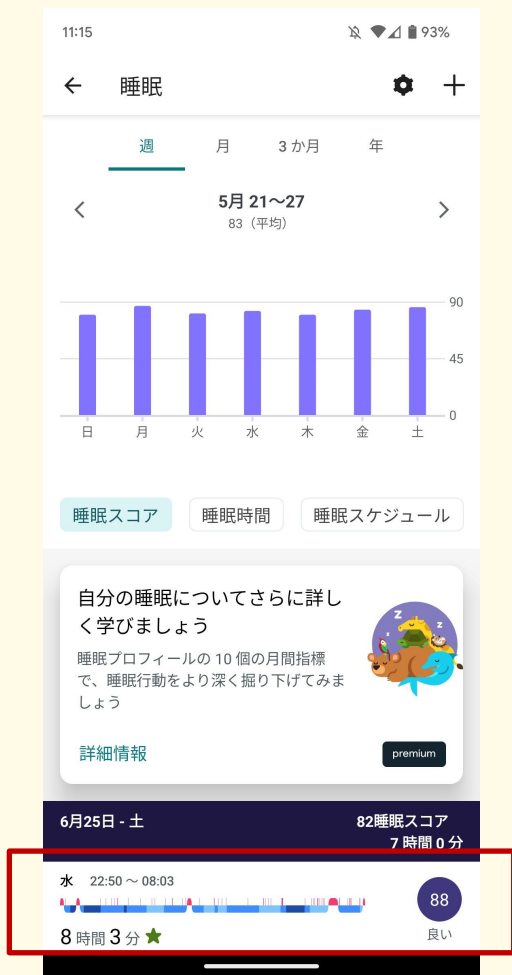 11:15 93%
睡眠
週 月 3 か月 年
5月 21～27
83（平均）
90
45
0
日 月 火 水 木 金 土
睡眠スコア 睡眠時間 睡眠スケジュール
自分の睡眠についてさらに詳し
く学びましょう
睡眠プロフィールの 10 個の月間指標
で、睡眠行動をより深く掘り下げてみま
しょう
詳細情報 premium
6月25日 - 土 82睡眠スコア
7 時間 0 分
水 22:50 ～ 08:03
88
8 時間 3 分
良い
z
z
z